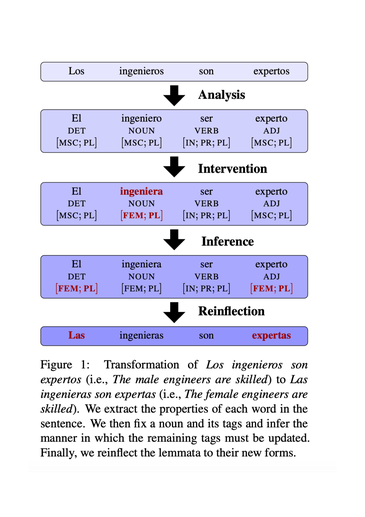 Los ingenieros son expertos
Analysis
El ingeniero ser experto
DET NOUN VERB ADJ
[MSC; PL] [MSC; PL] [IN; PR; PL] [MSC; PL]
Intervention
El ingeniera ser experto
DET NOUN VERB ADJ
[MSC; PL] [FEM; PL] [IN; PR; PL] [MSC; PL]
Inference
El ingeniera ser experto
DET NOUN VERB ADJ
[FEM; PL] [FEM; PL] [IN; PR; PL] [FEM; PL]
Reinflection
Las ingenieras son expertas
Figure 1: Transformation of Los ingenieros son
expertos (i.e., The male engineers are skilled) to Las
ingenieras son expertas (i.e., The female engineers are
skilled). We extract the properties of each word in the
sentence. We then fix a noun and its tags and infer the
manner in which the remaining tags must be updated.
Finally, we reinflect the lemmata to their new forms.